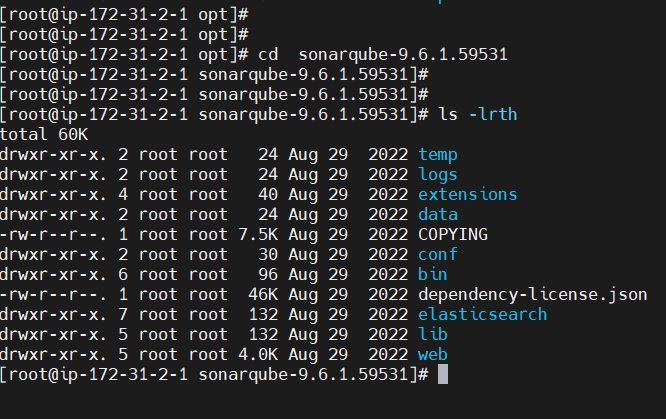 [root@ip-172-31-2-1 opt]#
[root@ip-172-31-2-1 opt]#
[root@ip-172-31-2-1 opt]# cd  sonarqube-9.6.1.59531
[root@ip-172-31-2-1 sonarqube-9.6.1.59531]#
[root@ip-172-31-2-1 sonarqube-9.6.1.59531]#
[root@ip-172-31-2-1 sonarqube-9.6.1.59531]# ls -lrth
total 60K
drwxr-xr-x. 2 root root   24 Aug 29  2022 temp
drwxr-xr-x. 2 root root   24 Aug 29  2022 logs
drwxr-xr-x. 4 root root   40 Aug 29  2022 extensions
drwxr-xr-x. 2 root root   24 Aug 29  2022 data
-rw-r--r--. 1 root root 7.5K Aug 29  2022 COPYING
drwxr-xr-x. 2 root root   30 Aug 29  2022 conf
drwxr-xr-x. 6 root root   96 Aug 29  2022 bin
-rw-r--r--. 1 root root  46K Aug 29  2022 dependency-license.json
drwxr-xr-x. 7 root root  132 Aug 29  2022 elasticsearch
drwxr-xr-x. 5 root root  132 Aug 29  2022 lib
drwxr-xr-x. 5 root root 4.0K Aug 29  2022 web
[root@ip-172-31-2-1 sonarqube-9.6.1.59531]#